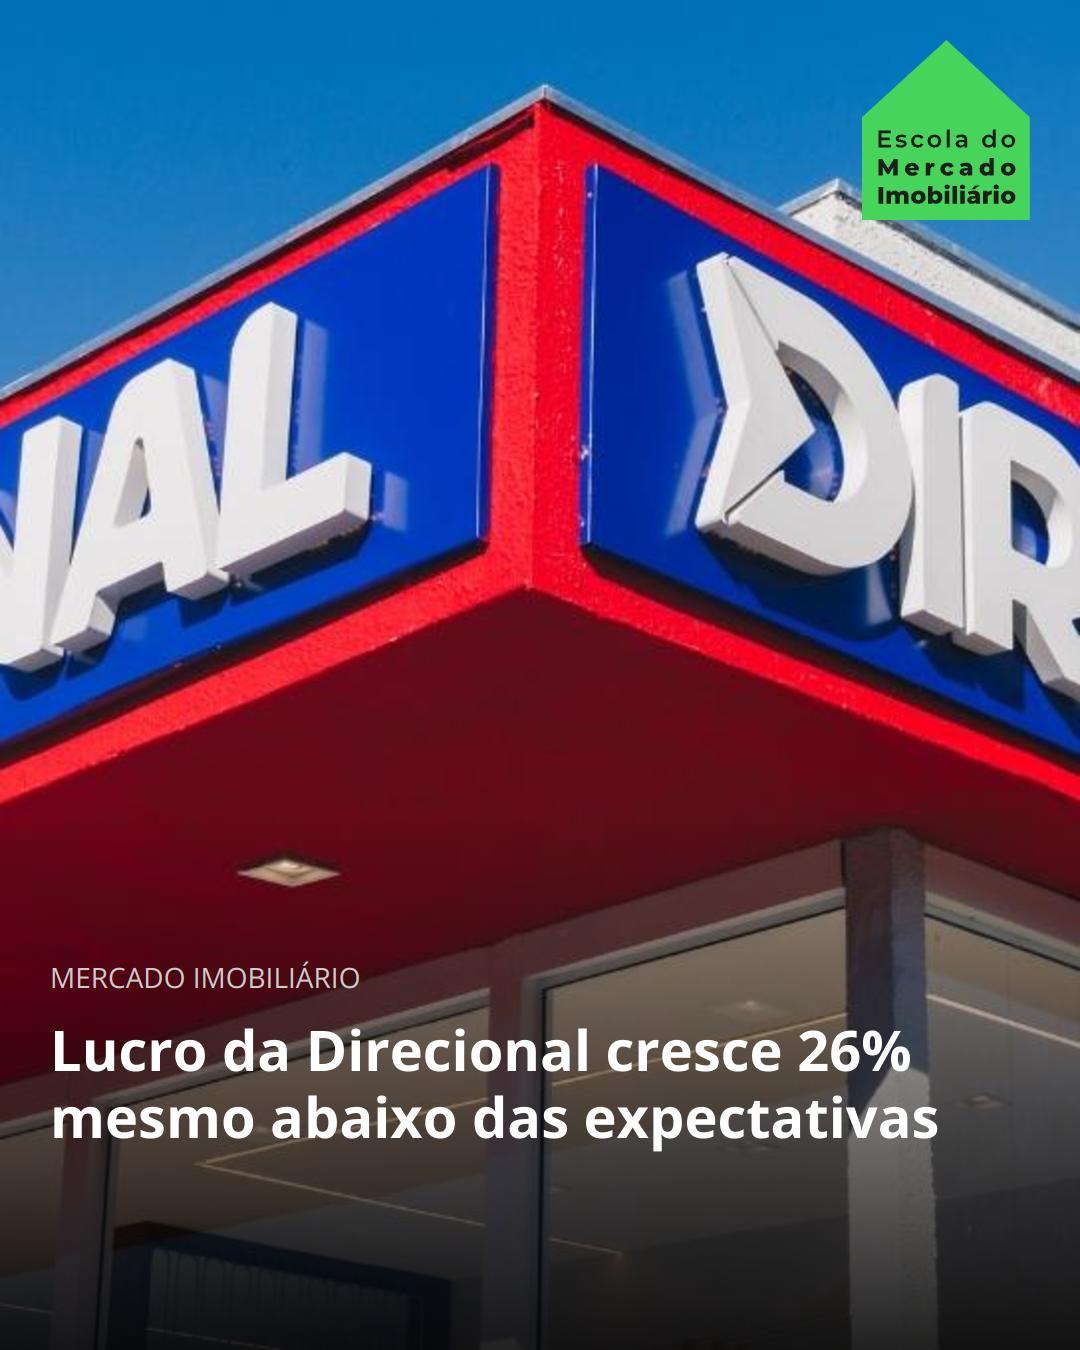 Escola do
Mercado
Imobiliário
NAL
DIR
MERCADO IMOBILIÁRIO
Lucro da Direcional cresce 26%
mesmo abaixo das expectativas